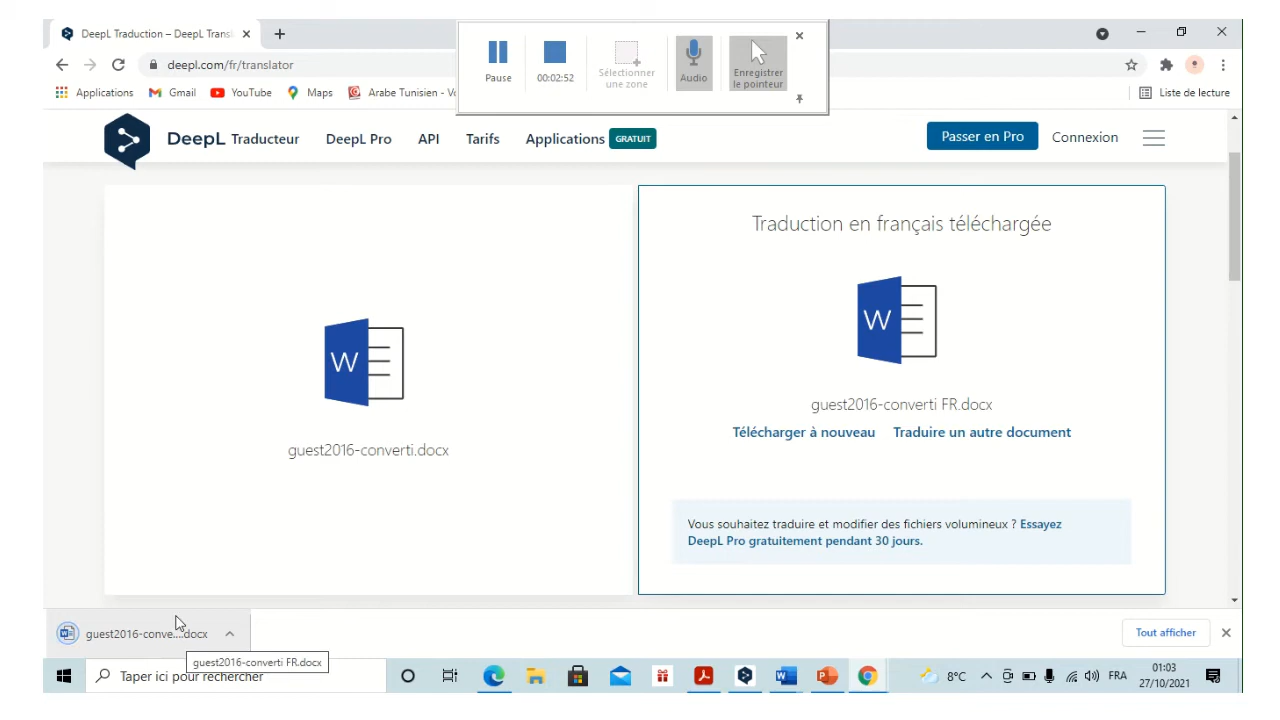 DeepL Traduction – DeepL Transl
Pause
00:02:52
Sélectionner
une zone
Audio
Enregistrer
le pointeur
deepl.com/fr/translator
Applications
Gmail
YouTube
Maps
Arabe Tunisien - Vo
Liste de lecture
DeepL Traducteur
DeepL Pro
API
Tarifs
Applications
GRATUIT
Passer en Pro
Connexion
W
guest2016-converti.docx
Traduction en français téléchargée
W
guest2016-converti FR.docx
Télécharger à nouveau
Traduire un autre document
Vous souhaitez traduire et modifier des fichiers volumineux ? Essayez
DeepL Pro gratuitement pendant 30 jours.
guest2016-conve....docx
Tout afficher
guest2016-converti FR.docx
Taper ici pour rechercher
8°C
FRA
01:03
27/10/2021